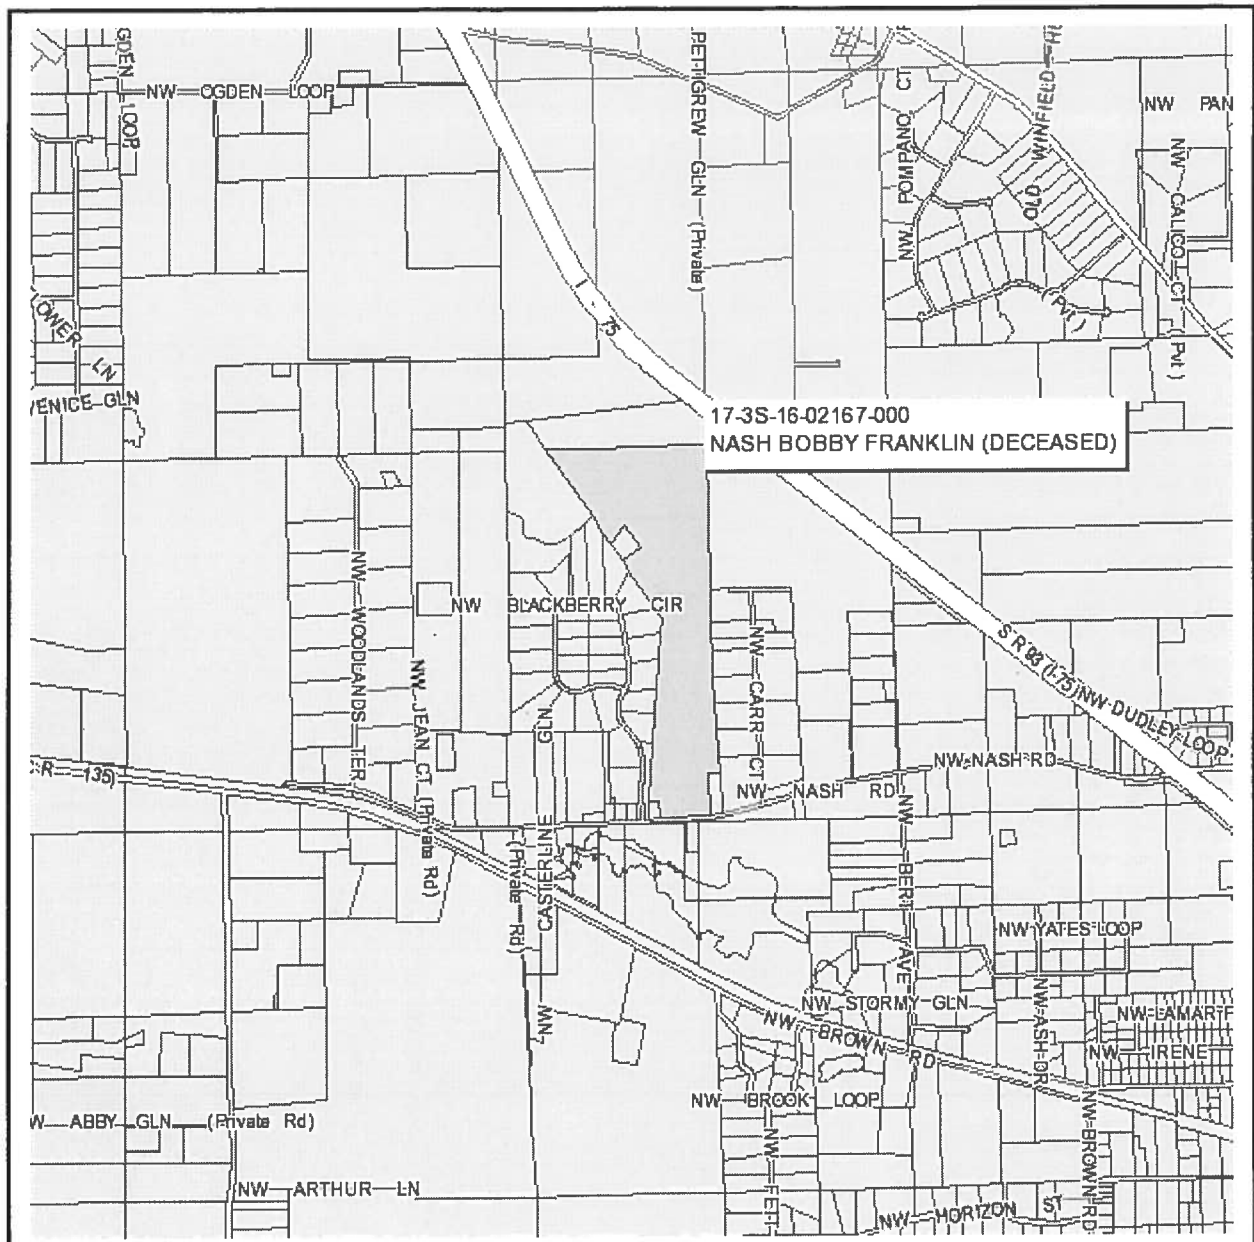 GDEN LOOP
NW OGDEN LOOP
PETTIGREW GLN (Private)
NW POMPANO CT
OLD WINFIELD
NW PAN
NW CALICO CT (Pvt)
(Pvt)
I - 75
LOWER LN
VENICE GLN
17-3S-16-02167-000
NASH BOBBY FRANKLIN (DECEASED)
NW BLACKBERRY CIR
NW WOODLANDS TER
NW JEAN CT (Private Rd)
NW CARR CT
S R 93 (I-75)
NW DUDLEY LOOP
NW NASH RD
NW NASH RD
R 135)
NW CASTERLINE GLN
(Private Rd)
NW BERT AVE
NW YATES LOOP
NW STORMY GLN
NW BROWN RD
NW ASH DR
NW LAMAR
NW IRENE
NW BROOK LOOP
W ABBY GLN (Private Rd)
NW ARTHUR LN
NW
NW BROWN RD
NW HORIZON ST